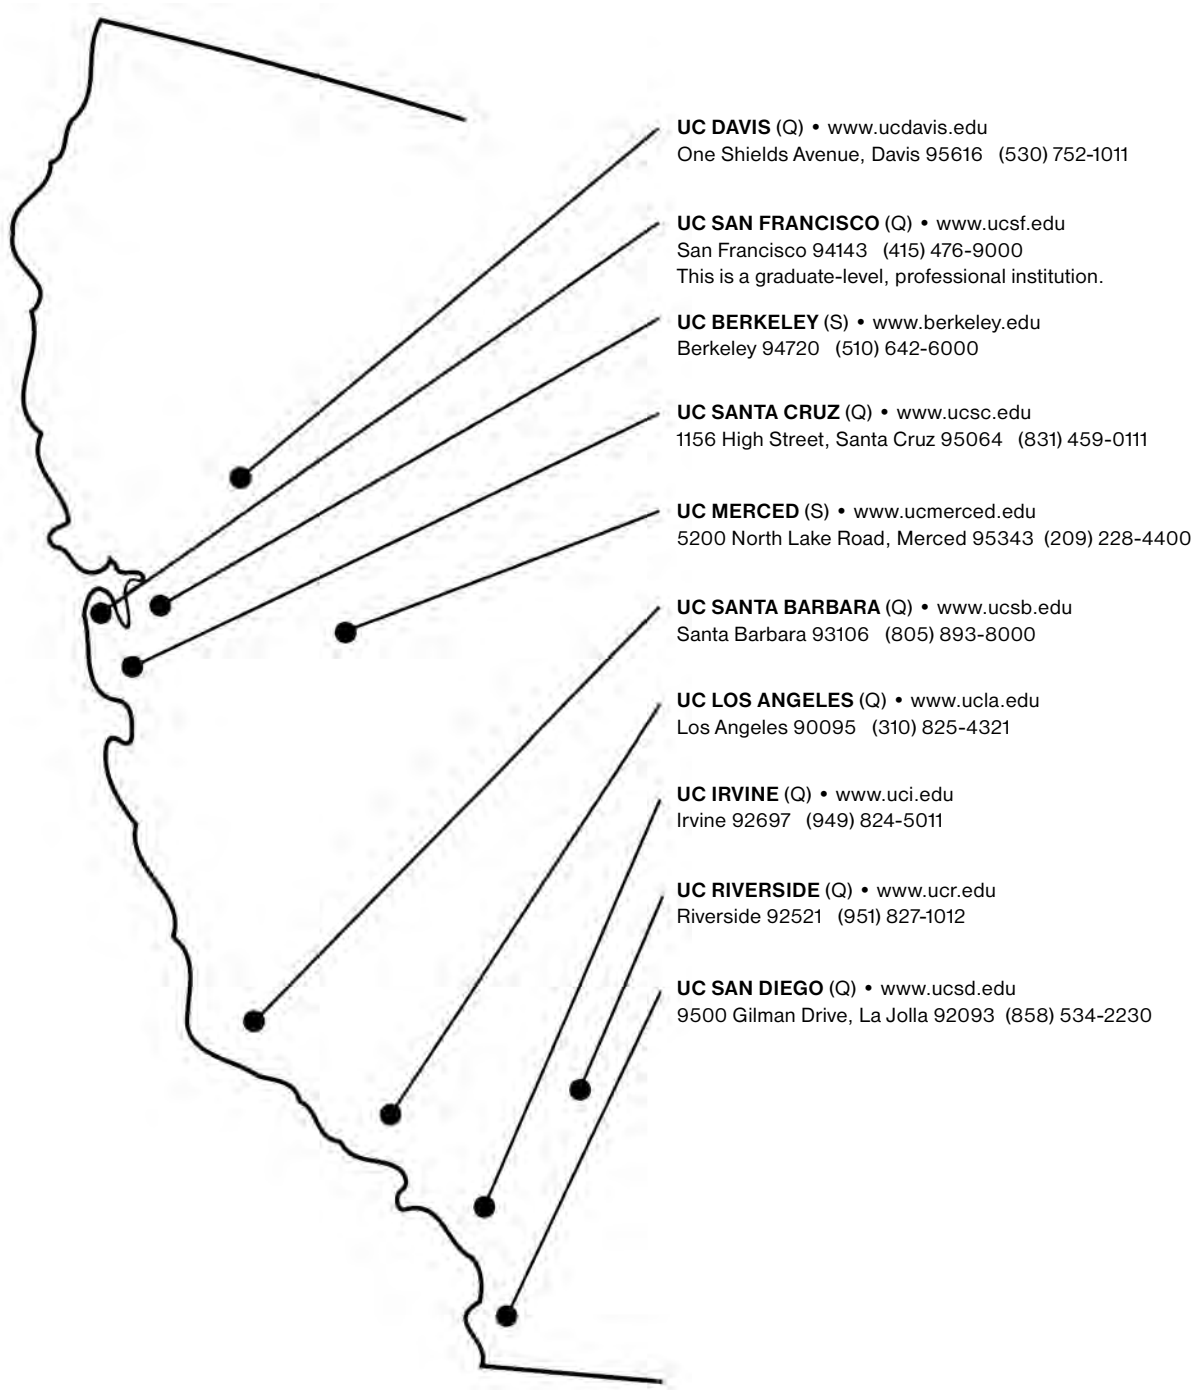 UC DAVIS (Q) • www.ucdavis.edu
One Shields Avenue, Davis 95616 (530) 752-1011
UC SAN FRANCISCO (Q) • www.ucsf.edu
San Francisco 94143 (415) 476-9000
This is a graduate-level, professional institution.
UC BERKELEY (S) • www.berkeley.edu
Berkeley 94720 (510) 642-6000
UC SANTA CRUZ (Q) • www.ucsc.edu
1156 High Street, Santa Cruz 95064 (831) 459-0111
UC MERCED (S) • www.ucmerced.edu
5200 North Lake Road, Merced 95343 (209) 228-4400
UC SANTA BARBARA (Q) • www.ucsb.edu
Santa Barbara 93106 (805) 893-8000
UC LOS ANGELES (Q) • www.ucla.edu
Los Angeles 90095 (310) 825-4321
UC IRVINE (Q) • www.uci.edu
Irvine 92697 (949) 824-5011
UC RIVERSIDE (Q) • www.ucr.edu
Riverside 92521 (951) 827-1012
UC SAN DIEGO (Q) • www.ucsd.edu
9500 Gilman Drive, La Jolla 92093 (858) 534-2230